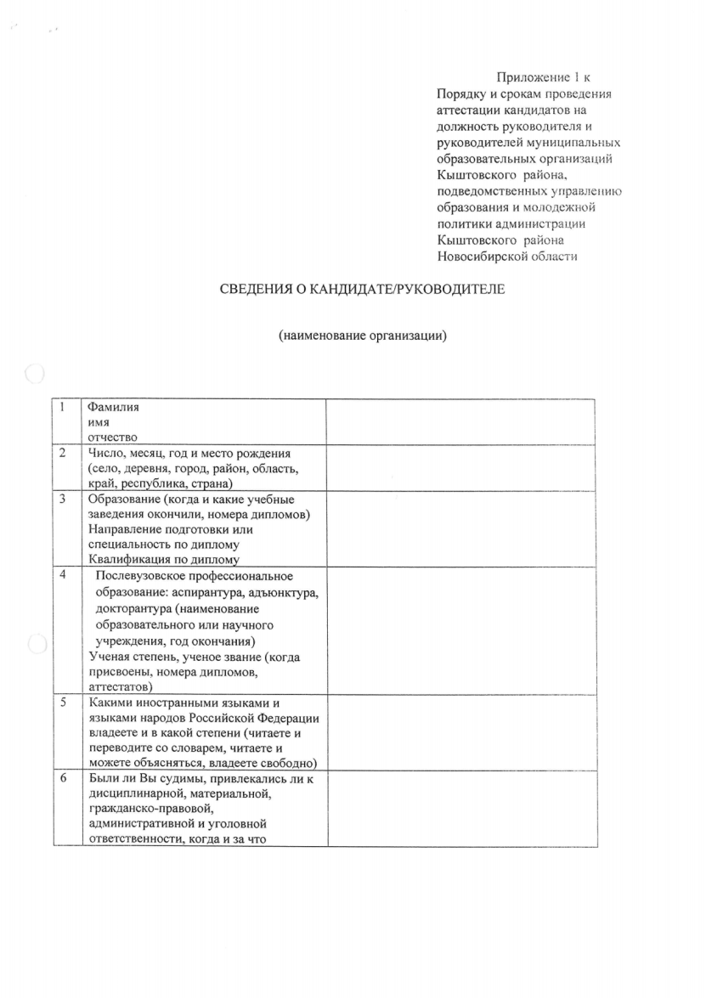 Приложение 1 к
Порядку и срокам проведения
аттестации кандидатов на
должность руководителя и
руководителей муниципальных
образовательных организаций
Кыштовского района,
подведомственных управлению
образования и молодежной
политики администрации
Кыштовского района
Новосибирской области
СВЕДЕНИЯ О КАНДИДАТЕ/РУКОВОДИТЕЛЕ
(наименование организации)
1 Фамилия
имя
отчество
2 Число, месяц, год и место рождения
(село, деревня, город, район, область,
край, республика, страна)
3 Образование (когда и какие учебные
заведения окончили, номера дипломов)
Направление подготовки или
специальность по диплому
Квалификация по диплому
4 Послевузовское профессиональное
образование: аспирантура, адъюнктура,
докторантура (наименование
образовательного или научного
учреждения, год окончания)
Ученая степень, ученое звание (когда
присвоены, номера дипломов,
аттестатов)
5 Какими иностранными языками и
языками народов Российской Федерации
владеете и в какой степени (читаете и
переводите со словарем, читаете и
можете объясняться, владеете свободно)
6 Были ли Вы судимы, привлекались ли к
дисциплинарной, материальной,
гражданско-правовой,
административной и уголовной
ответственности, когда и за что